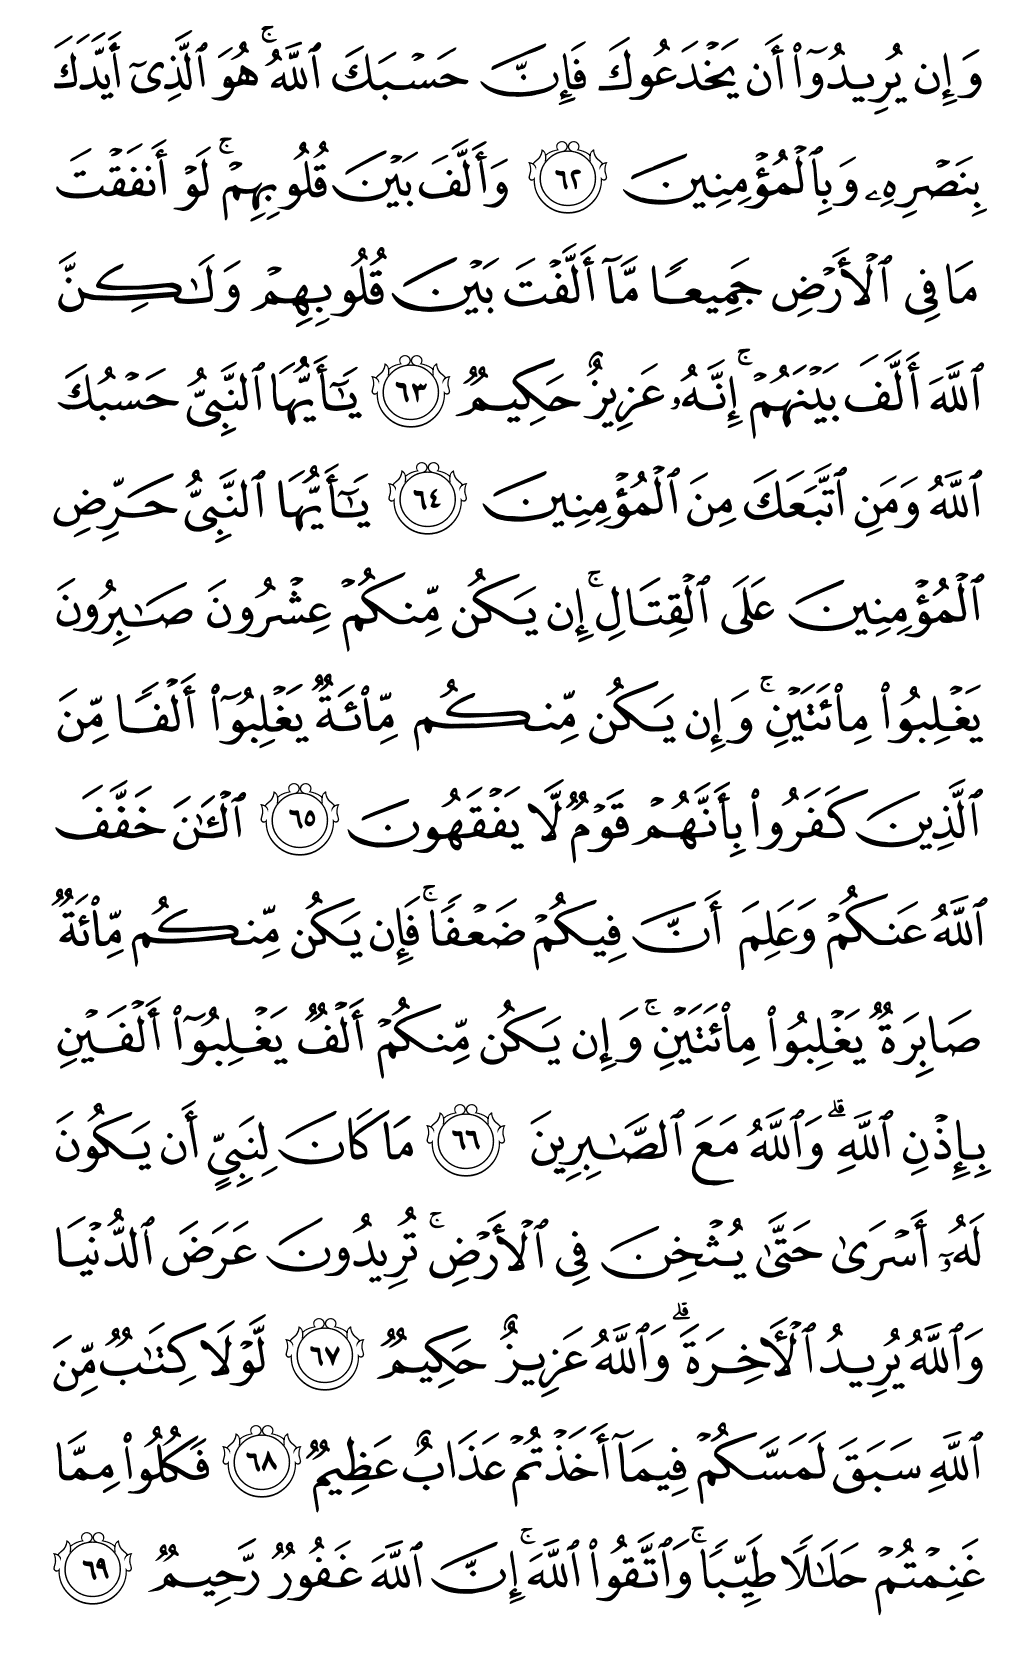 وَإِن يُرِيدُوٓا۟ أَن يَخْدَعُوكَ فَإِنَّ حَسْبَكَ ٱللَّهُ ۚ هُوَ ٱلَّذِىٓ أَيَّدَكَ
بِنَصْرِهِۦ وَبِٱلْمُؤْمِنِينَ ٦٢ وَأَلَّفَ بَيْنَ قُلُوبِهِمْ ۚ لَوْ أَنفَقْتَ
مَا فِى ٱلْأَرْضِ جَمِيعًا مَّآ أَلَّفْتَ بَيْنَ قُلُوبِهِمْ وَلَـٰكِنَّ
ٱللَّهَ أَلَّفَ بَيْنَهُمْ ۚ إِنَّهُۥ عَزِيزٌ حَكِيمٌ ٦٣ يَـٰٓأَيُّهَا ٱلنَّبِىُّ حَسْبُكَ
ٱللَّهُ وَمَنِ ٱتَّبَعَكَ مِنَ ٱلْمُؤْمِنِينَ ٦٤ يَـٰٓأَيُّهَا ٱلنَّبِىُّ حَرِّضِ
ٱلْمُؤْمِنِينَ عَلَى ٱلْقِتَالِ ۚ إِن يَكُن مِّنكُمْ عِشْرُونَ صَـٰبِرُونَ
يَغْلِبُوا۟ مِا۟ئَتَيْنِ ۚ وَإِن يَكُن مِّنكُم مِّا۟ئَةٌ يَغْلِبُوٓا۟ أَلْفًا مِّنَ
ٱلَّذِينَ كَفَرُوا۟ بِأَنَّهُمْ قَوْمٌ لَّا يَفْقَهُونَ ٦٥ ٱلْـَٔـٰنَ خَفَّفَ
ٱللَّهُ عَنكُمْ وَعَلِمَ أَنَّ فِيكُمْ ضَعْفًا ۚ فَإِن يَكُن مِّنكُم مِّا۟ئَةٌ
صَابِرَةٌ يَغْلِبُوا۟ مِا۟ئَتَيْنِ ۚ وَإِن يَكُن مِّنكُمْ أَلْفٌ يَغْلِبُوٓا۟ أَلْفَيْنِ
بِإِذْنِ ٱللَّهِ ۗ وَٱللَّهُ مَعَ ٱلصَّـٰبِرِينَ ٦٦ مَا كَانَ لِنَبِىٍّ أَن يَكُونَ
لَهُۥٓ أَسْرَىٰ حَتَّىٰ يُثْخِنَ فِى ٱلْأَرْضِ ۚ تُرِيدُونَ عَرَضَ ٱلدُّنْيَا
وَٱللَّهُ يُرِيدُ ٱلْـَٔاخِرَةَ ۗ وَٱللَّهُ عَزِيزٌ حَكِيمٌ ٦٧ لَّوْلَا كِتَـٰبٌ مِّنَ
ٱللَّهِ سَبَقَ لَمَسَّكُمْ فِيمَآ أَخَذْتُمْ عَذَابٌ عَظِيمٌ ٦٨ فَكُلُوا۟ مِمَّا
غَنِمْتُمْ حَلَـٰلًا طَيِّبًا ۚ وَٱتَّقُوا۟ ٱللَّهَ ۚ إِنَّ ٱللَّهَ غَفُورٌ رَّحِيمٌ ٦٩